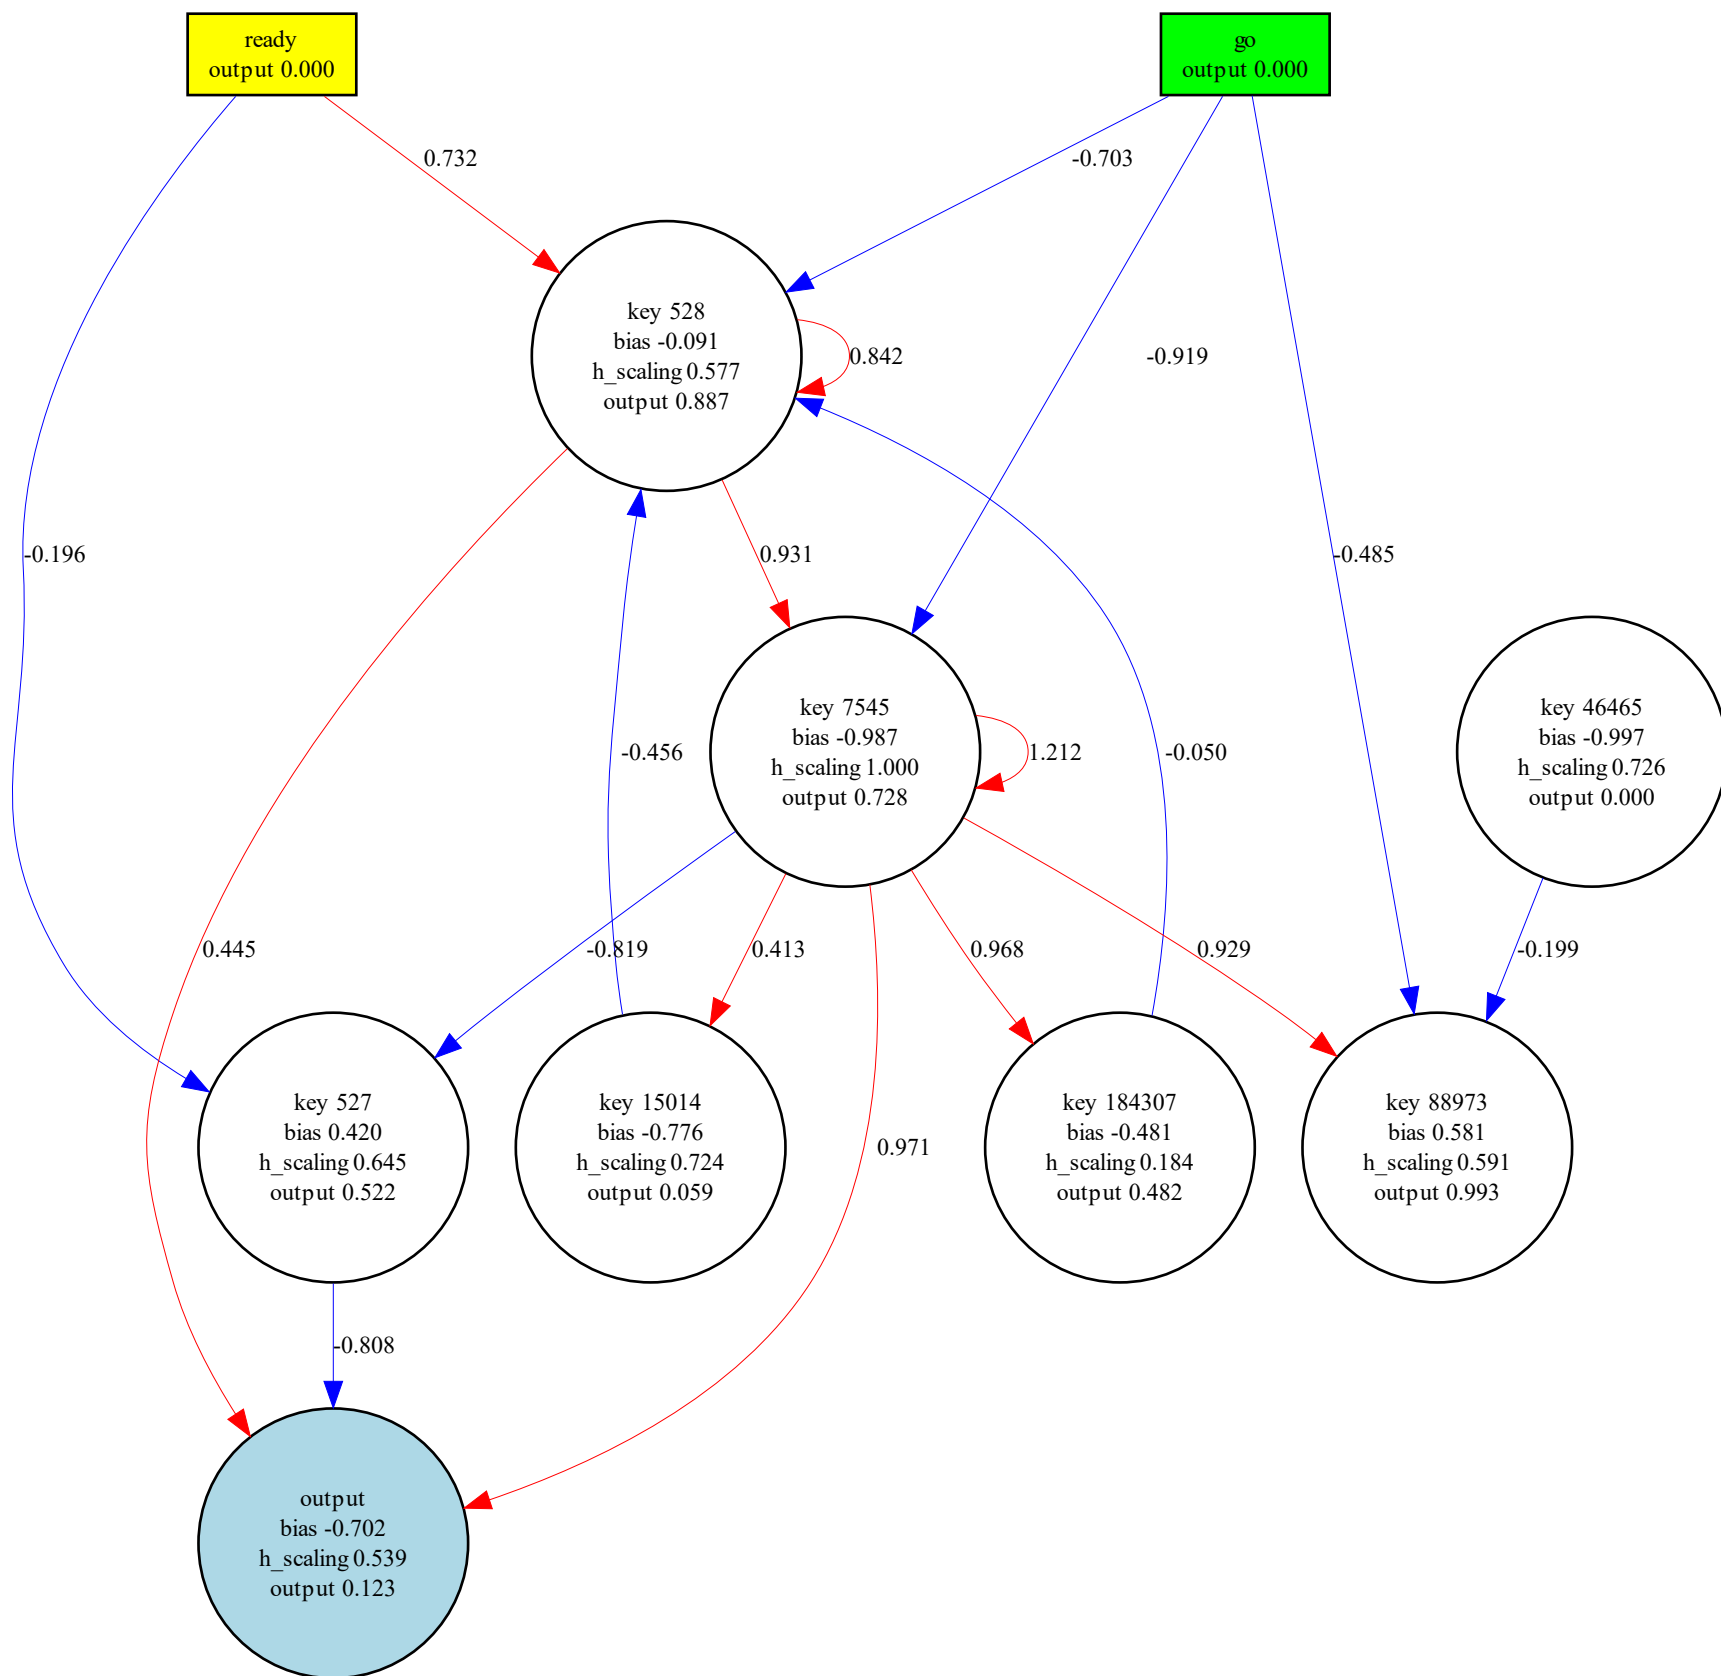 ready
output 0.000
go
output 0.000
0.732
-0.703
key 528
bias -0.091
h_scaling 0.577
output 0.887
0.842
-0.919
-0.196
0.931
-0.485
key 7545
bias -0.987
h_scaling 1.000
output 0.728
1.212
-0.456
-0.050
key 46465
bias -0.997
h_scaling 0.726
output 0.000
0.445
-0.819
0.413
0.968
0.929
-0.199
key 527
bias 0.420
h_scaling 0.645
output 0.522
key 15014
bias -0.776
h_scaling 0.724
output 0.059
0.971
key 184307
bias -0.481
h_scaling 0.184
output 0.482
key 88973
bias 0.581
h_scaling 0.591
output 0.993
-0.808
output
bias -0.702
h_scaling 0.539
output 0.123